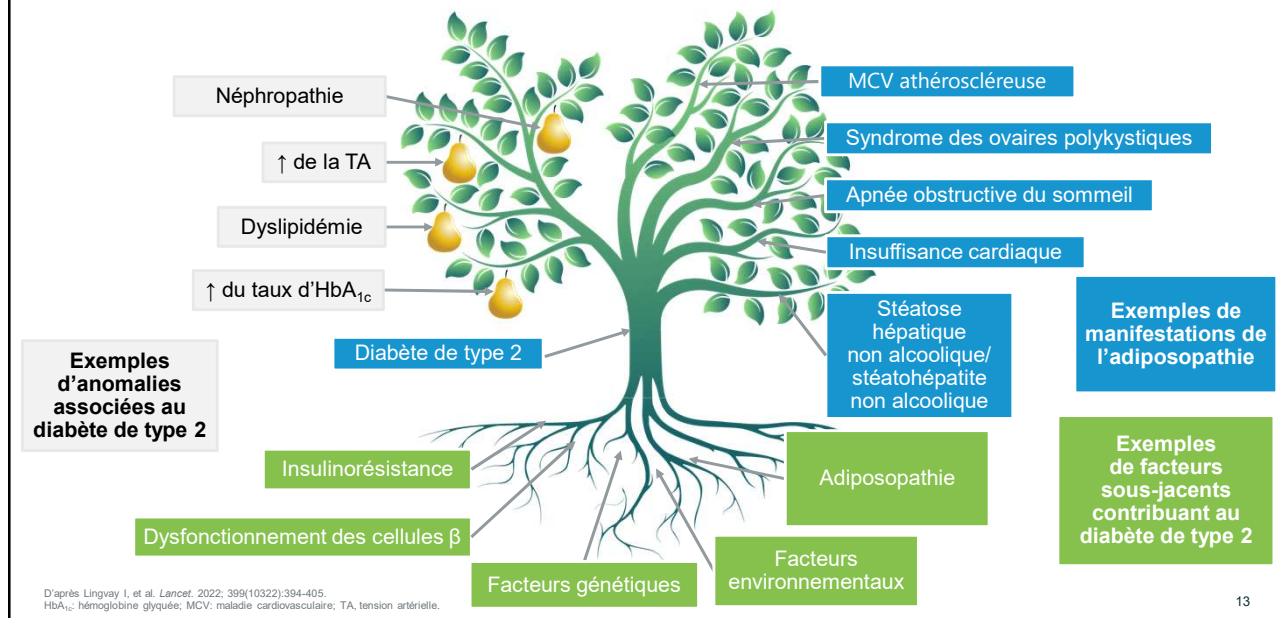 Néphropathie
↑ de la TA
Dyslipidémie
↑ du taux d’HbA1c
Exemples
d’anomalies
associées au
diabète de type 2
MCV athéroscléreuse
Syndrome des ovaires polykystiques
Apnée obstructive du sommeil
Insuffisance cardiaque
Stéatose
hépatique
non alcoolique/
stéatohépatite
non alcoolique
Diabète de type 2
Exemples de
manifestations de
l’adiposopathie
Insulinorésistance
Dysfonctionnement des cellules β
Facteurs génétiques
Facteurs
environnementaux
Adiposopathie
Exemples
de facteurs
sous-jacents
contribuant au
diabète de type 2
D’après Lingvay I, et al. Lancet. 2022; 399(10322):394-405.
HbA1c: hémoglobine glyquée; MCV: maladie cardiovasculaire; TA, tension artérielle.
13